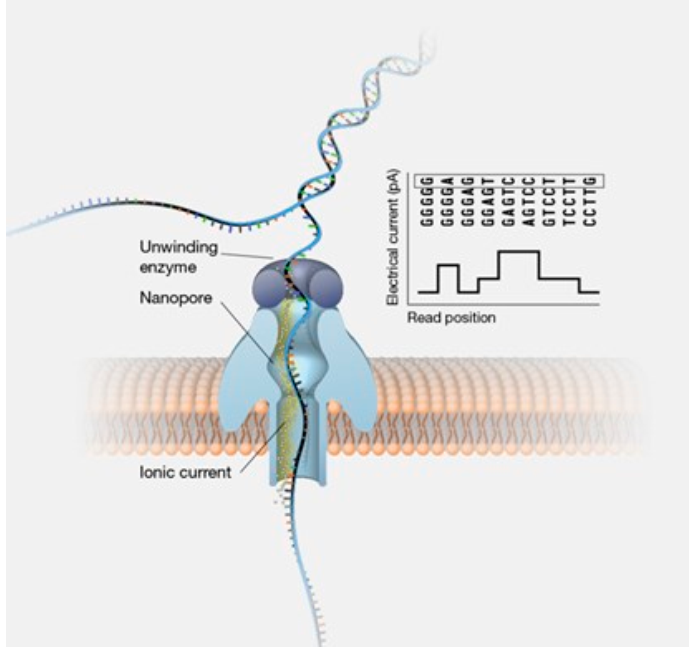 Unwinding
enzyme
Nanopore
Ionic current
Electrical current (pA)
GGGGG
GGGGA
GGGAG
GGAGT
GAGTC
AGTCC
GTCCT
TCCTT
CCTTG
Read position